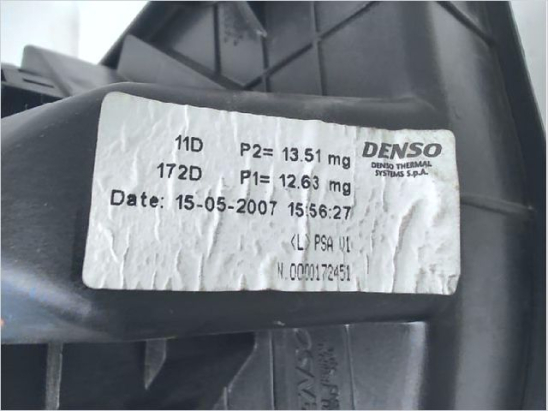 11D P2= 13.51 mg DENSO
172D P1= 12.63 mg DENSO THERMAL
SYSTEMS S.p.A.
Date: 15-05-2007 15:56:27
<L> PSA V1
N.0000172451